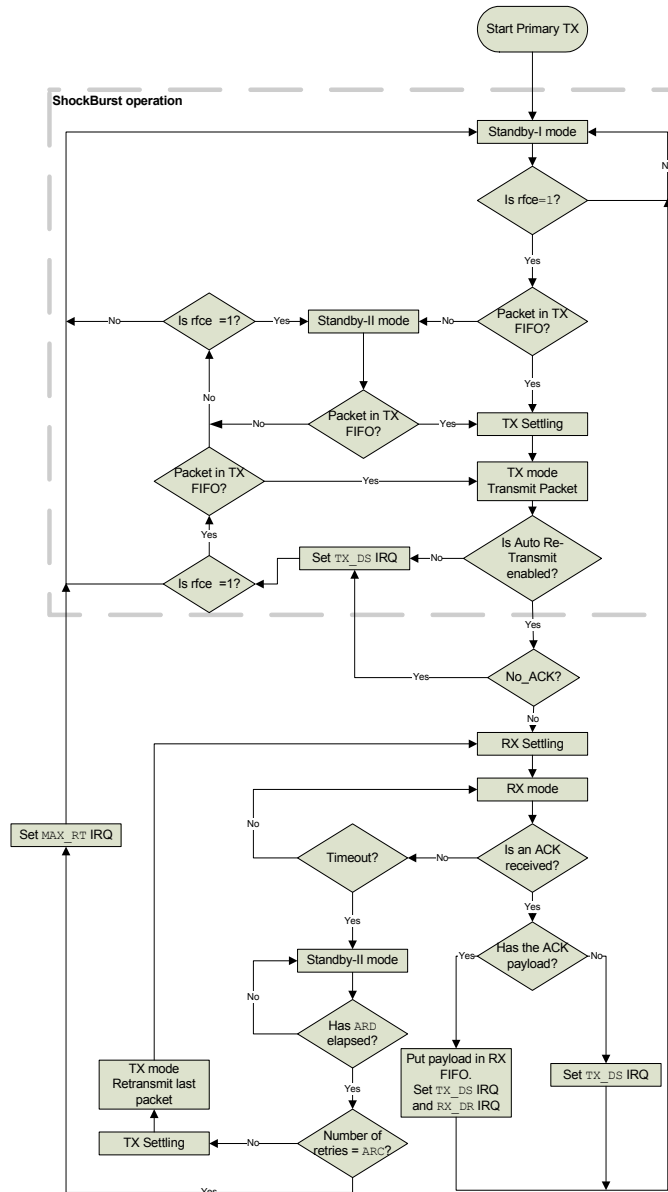 Start Primary TX
ShockBurst operation
Standby-I mode
Is rfce=1?
Yes
Is rfce =1?
No
Yes
Standby-II mode
No
Packet in TX
FIFO?
Yes
No
Packet in TX
FIFO?
No
Yes
TX Settling
Packet in TX
FIFO?
Yes
TX mode
Transmit Packet
Yes
Is rfce =1?
Set TX_DS IRQ
No
Is Auto Re-
Transmit
enabled?
Yes
No_ACK?
Yes
No
RX Settling
RX mode
Set MAX_RT IRQ
No
Timeout?
No
Is an ACK
received?
Yes
Yes
Standby-II mode
Yes
Has the ACK
payload?
No
No
Has ARD
elapsed?
TX mode
Retransmit last
packet
Put payload in RX
FIFO.
Set TX_DS IRQ
and RX_DR IRQ
Set TX_DS IRQ
Yes
TX Settling
No
Number of
retries = ARC?
Yes